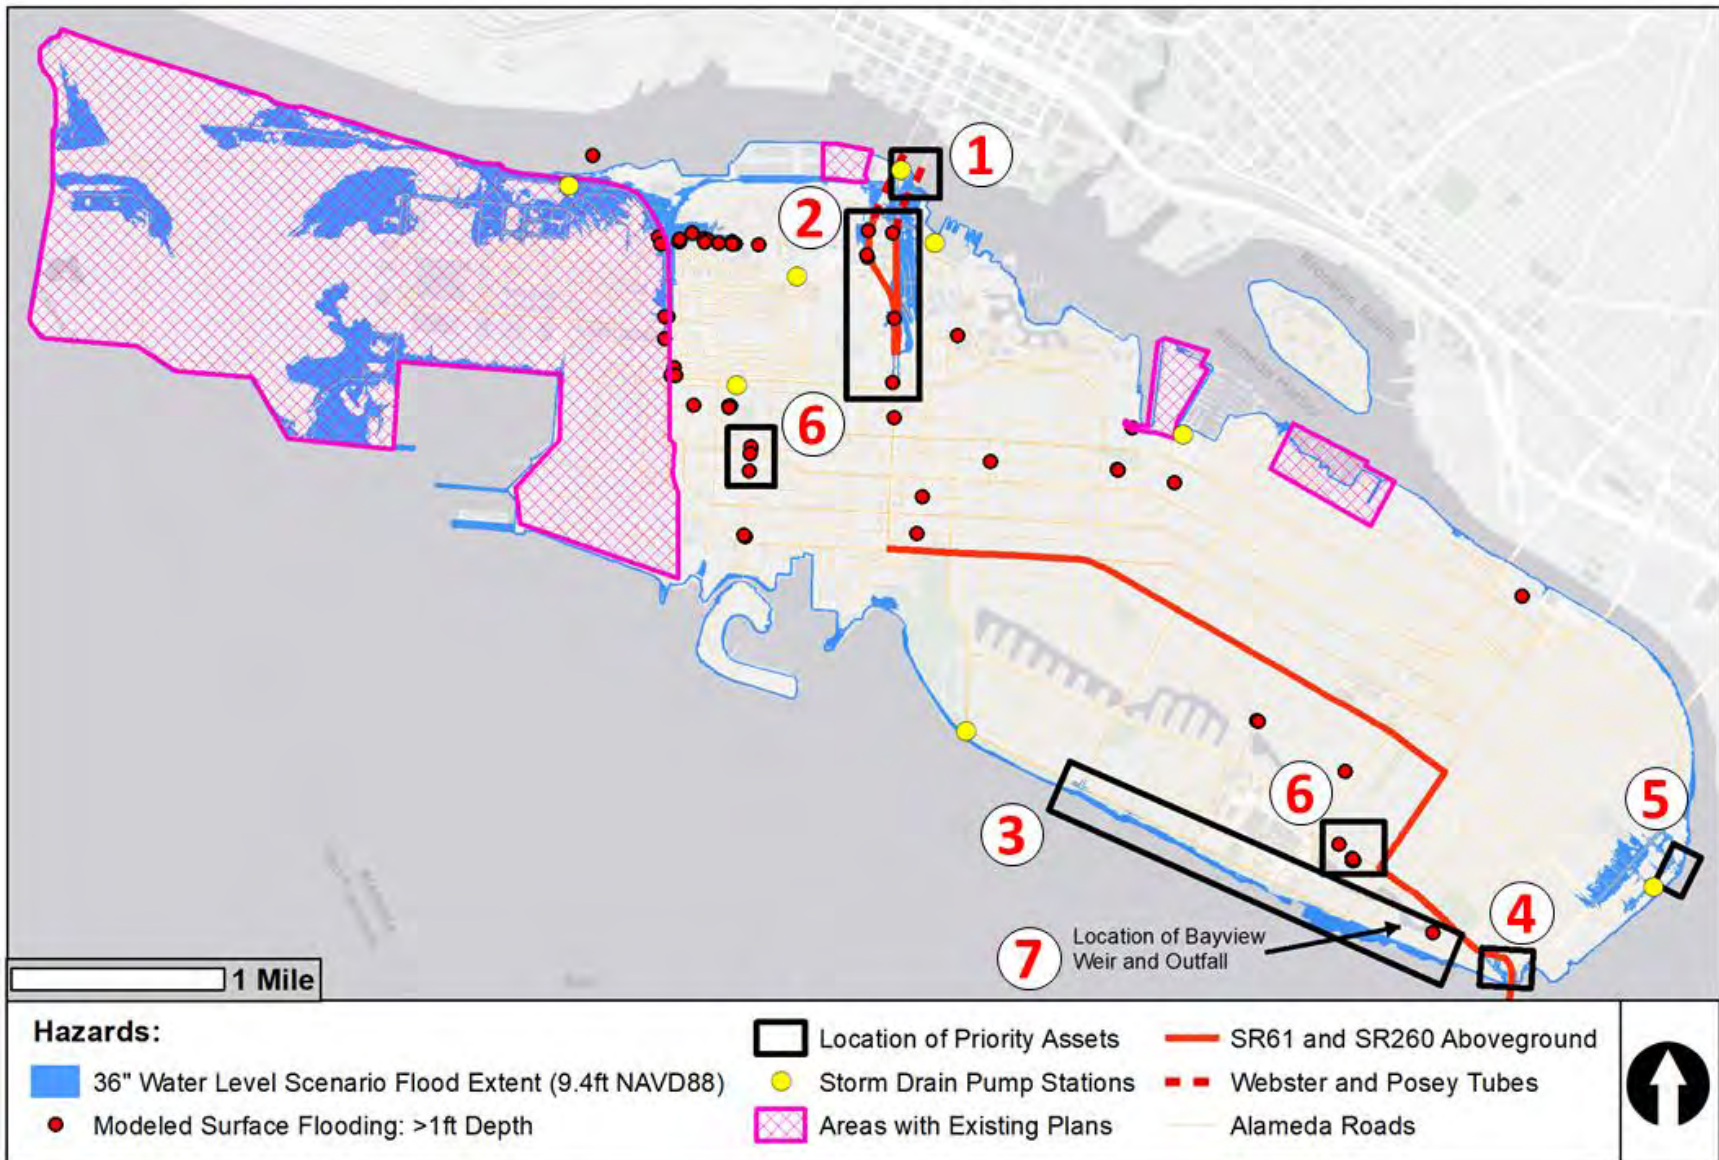 1
2
6
6
5
3
4
7
Location of Bayview
Weir and Outfall
1 Mile
Hazards:
36" Water Level Scenario Flood Extent (9.4ft NAVD88)
Modeled Surface Flooding: >1ft Depth
Location of Priority Assets
Storm Drain Pump Stations
Areas with Existing Plans
SR61 and SR260 Aboveground
Webster and Posey Tubes
Alameda Roads